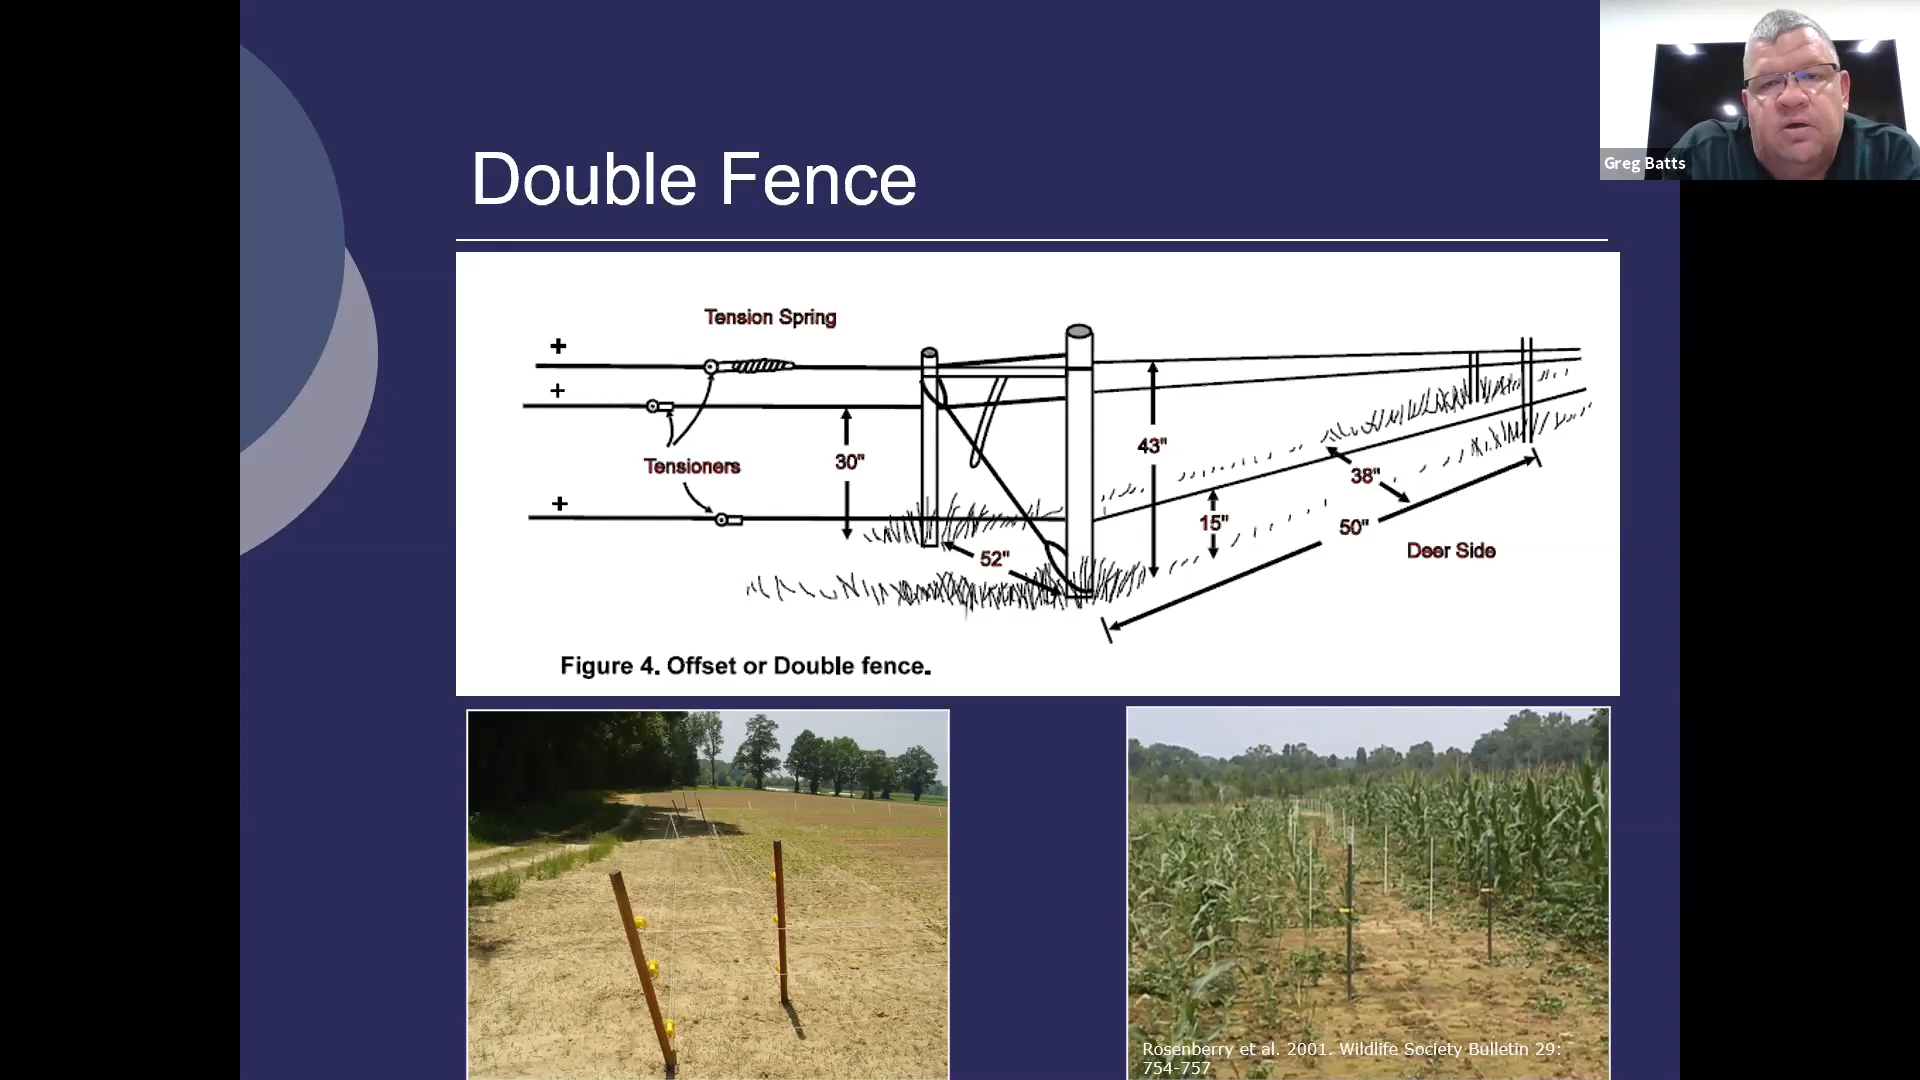 Greg Batts
Double Fence
Tension Spring
+
+
43"
30"
Tensioners
38"
+
15"
50"
52"
Deer Side
Figure 4. Offset or Double fence.
Rosenberry et al. 2001. Wildlife Society Bulletin 29:
754-757